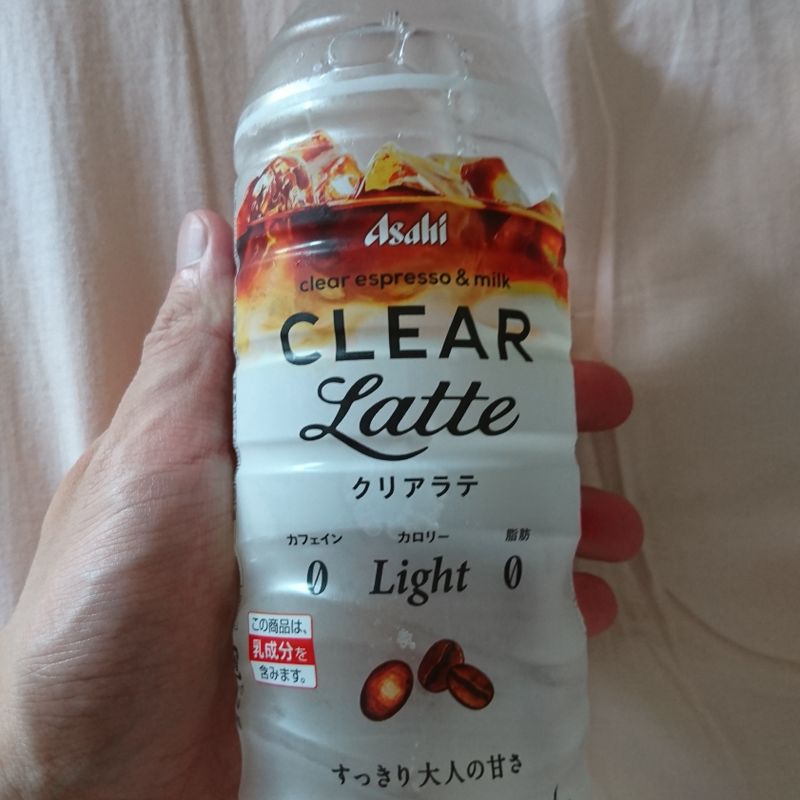 Asahi
clear espresso & milk
CLEAR
Latte
クリアラテ
カフェイン カロリー 脂肪
0 Light 0
この商品は、
乳成分を
含みます。
すっきり大人の甘さ